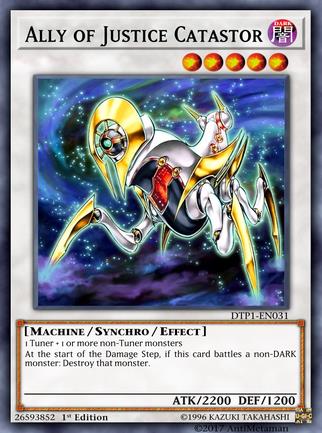 ALLY OF JUSTICE CATASTOR
DARK
闇
DTP1-EN031
[MACHINE / SYNCHRO / EFFECT]
1 Tuner + 1 or more non-Tuner monsters
At the start of the Damage Step, if this card battles a non-DARK
monster: Destroy that monster.
ATK/2200 DEF/1200
26593852 1st Edition ©1996 KAZUKI TAKAHASHI
©2017 AntiMetaman